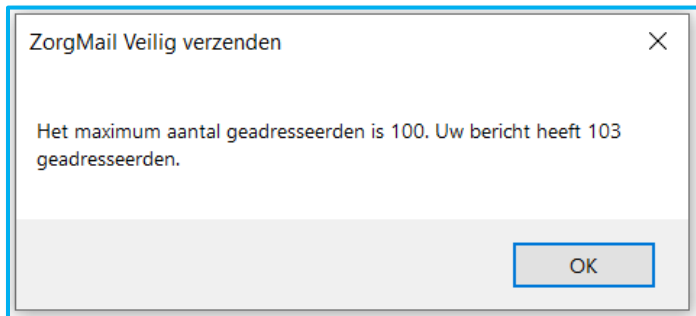 ZorgMail Veilig verzenden
Het maximum aantal geadresseerden is 100. Uw bericht heeft 103
geadresseerden.
OK